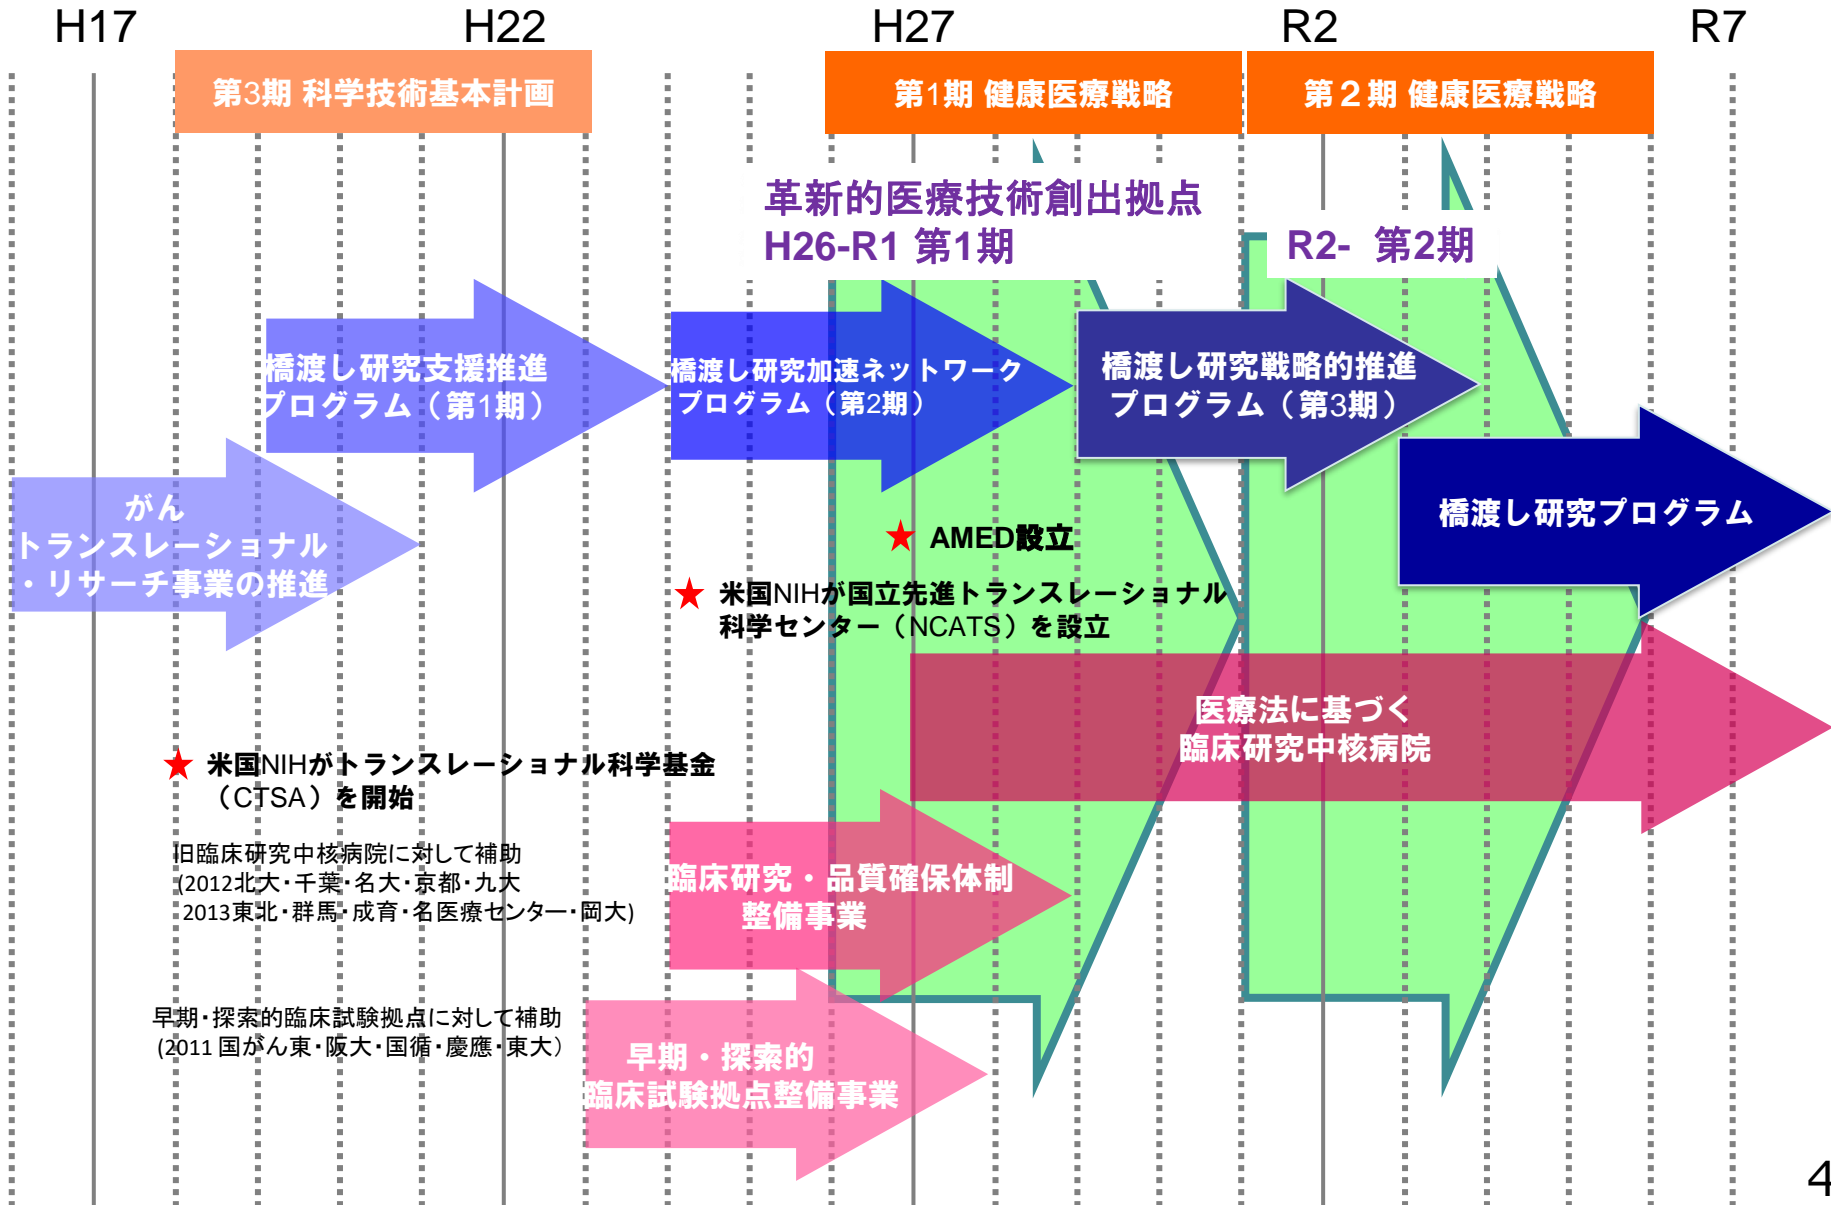 H17
H22
H27
R2
R7
第3期 科学技術基本計画
第1期 健康医療戦略
第２期 健康医療戦略
革新的医療技術創出拠点
H26-R1 第1期
R2- 第2期
橋渡し研究支援推進
プログラム（第1期）
橋渡し研究加速ネットワーク
プログラム（第2期）
橋渡し研究戦略的推進
プログラム（第3期）
橋渡し研究プログラム
がん
トランスレーショナル
・リサーチ事業の推進
★ AMED設立
★ 米国NIHが国立先進トランスレーショナル
科学センター（NCATS）を設立
医療法に基づく
臨床研究中核病院
★ 米国NIHがトランスレーショナル科学基金
（CTSA）を開始
旧臨床研究中核病院に対して補助
(2012北大・千葉・名大・京都・九大
2013東北・群馬・成育・名医療センター・岡大)
臨床研究・品質確保体制
整備事業
早期・探索的臨床試験拠点に対して補助
(2011 国がん東・阪大・国循・慶應・東大）
早期・探索的
臨床試験拠点整備事業
4